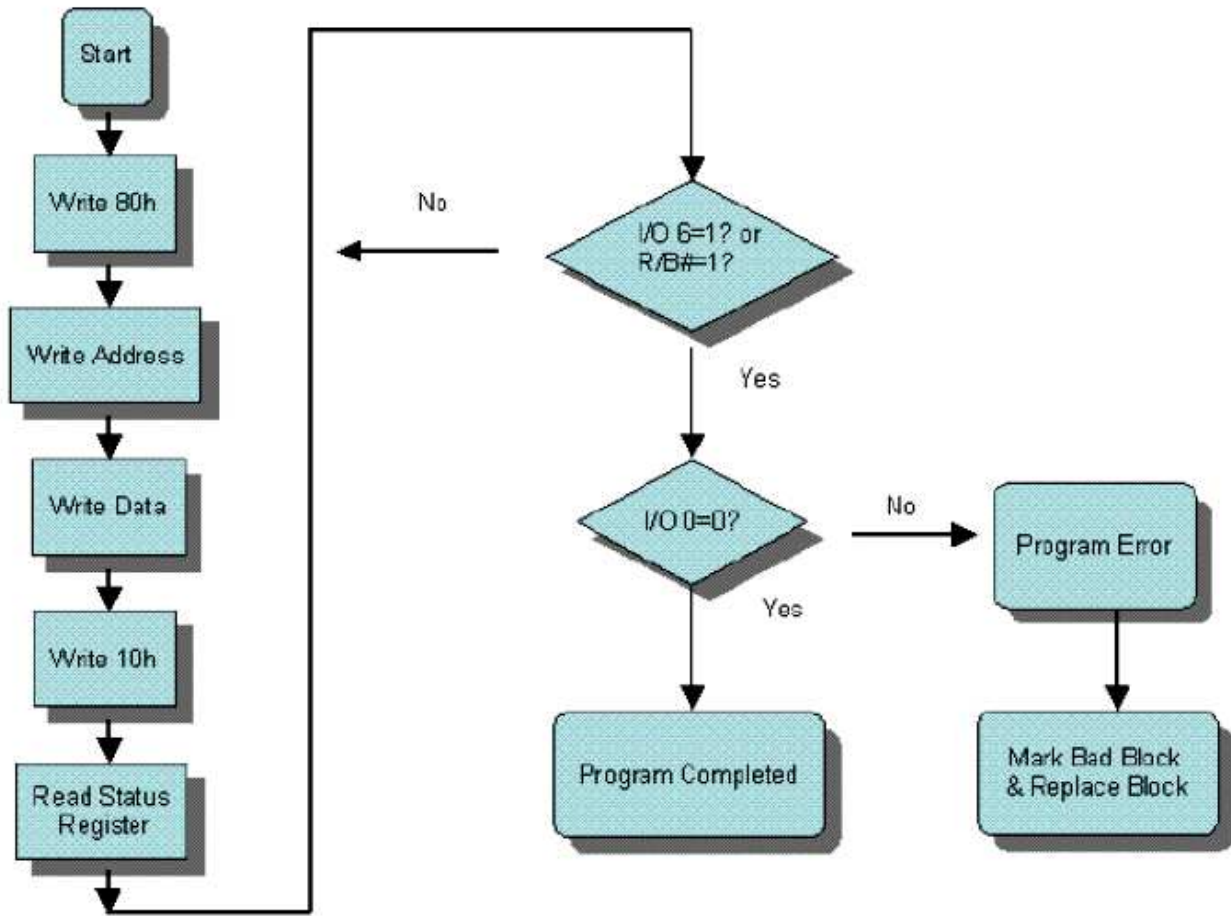 Start
Write 80h
Write Address
Write Data
Write 10h
Read Status
Register
No
I/O 6=1? or
R/B#=1?
Yes
I/O 0=0?
No
Yes
Program Error
Program Completed
Mark Bad Block
& Replace Block